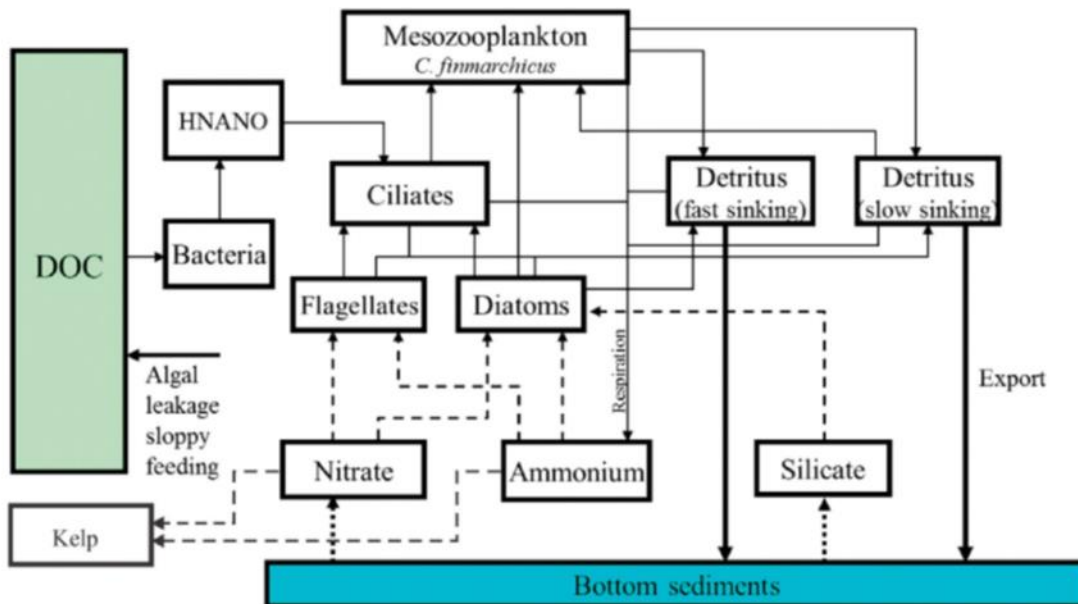 Mesozooplankton
C. finmarchicus
HNANO
Ciliates
Detritus
(fast sinking)
Detritus
(slow sinking)
DOC
Bacteria
Flagellates
Diatoms
Respiration
Algal
leakage
sloppy
feeding
Export
Nitrate
Ammonium
Silicate
Kelp
Bottom sediments